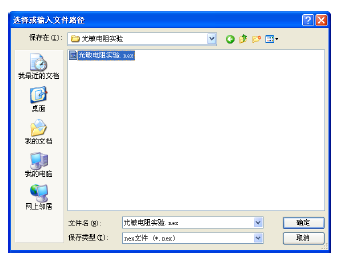 选择或输入文件路径
保存在(I):
光敏电阻实验
光敏电阻实验.nex
我最近的文档
桌面
我的文档
我的电脑
网上邻居
文件名(N):
光敏电阻实验.nex
确定
保存类型(T):
nex文件 (*.nex)
取消